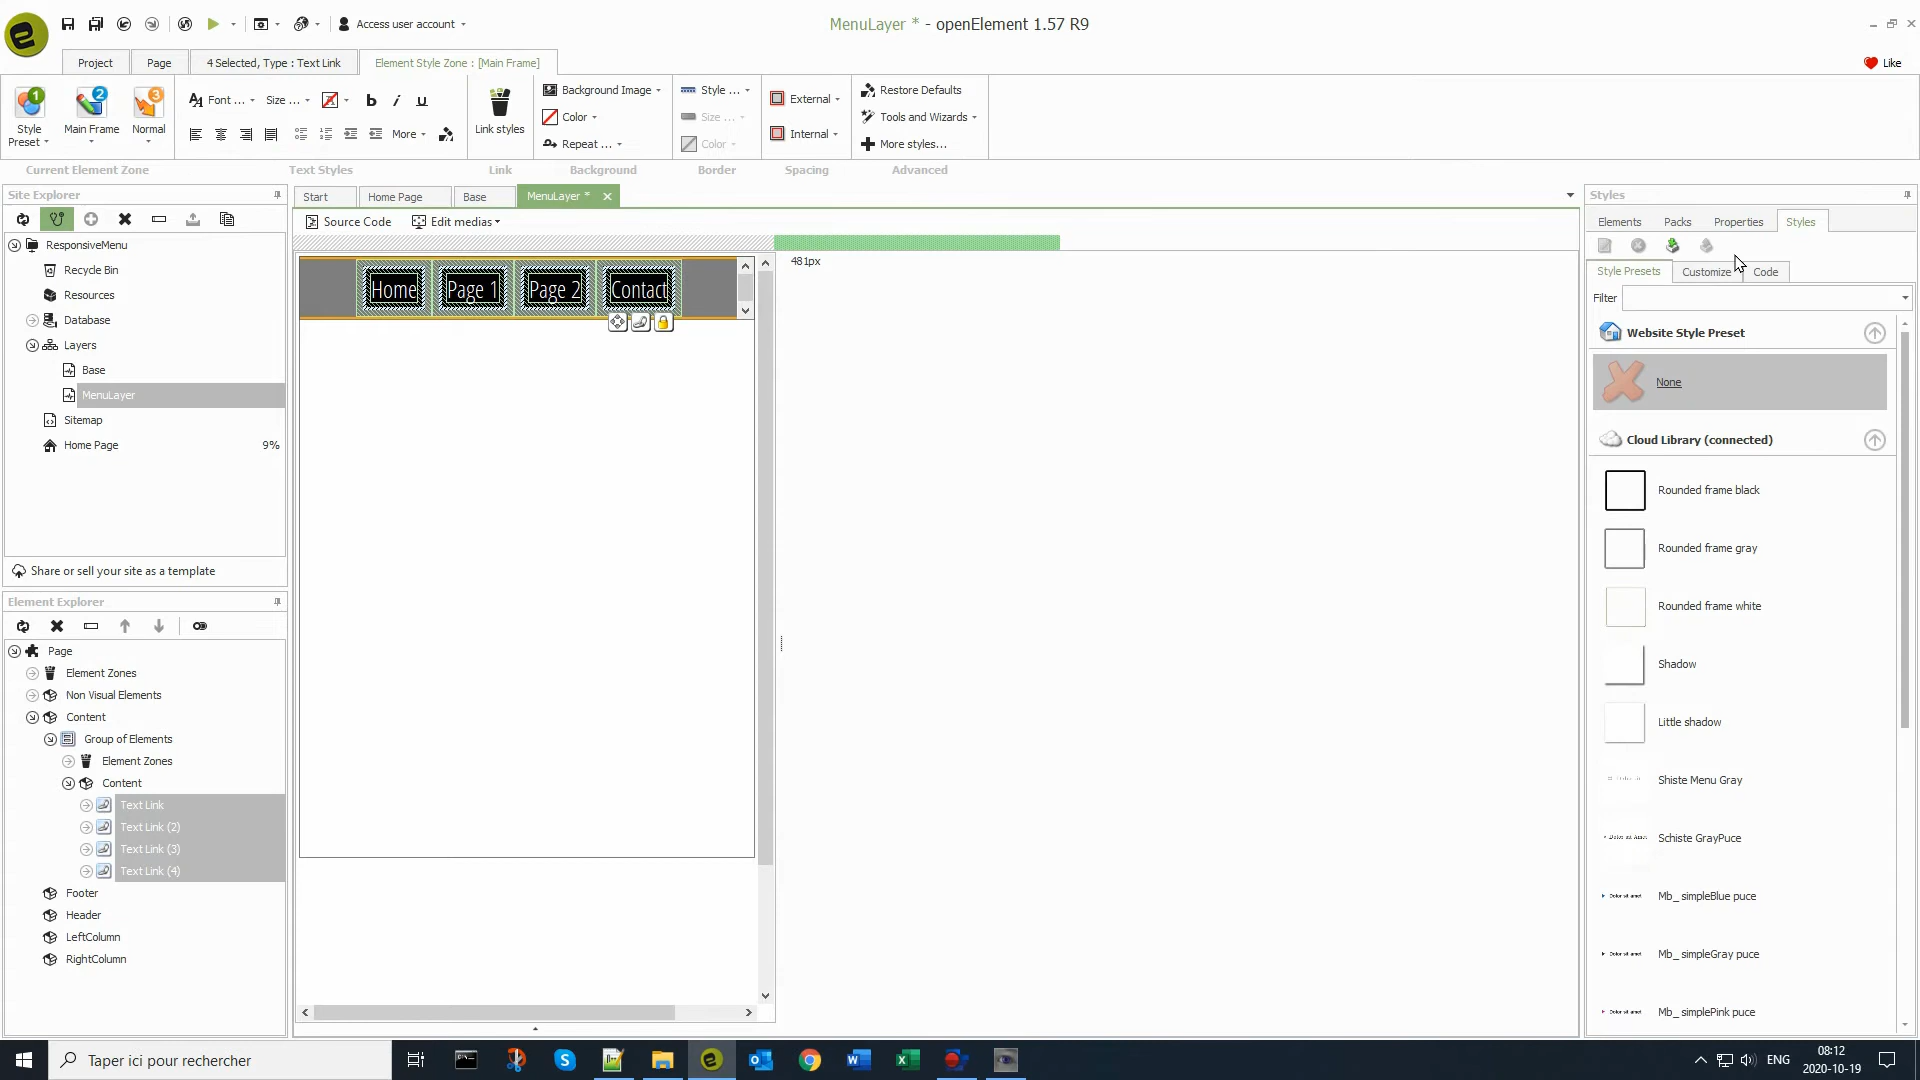 Access user account
MenuLayer * - openElement 1.57 R9
Project
Page
4 Selected, Type : Text Link
Element Style Zone : [Main Frame]
Like
Style Preset
Main Frame
Normal
Font ...
Size ...
b i u
More
Link styles
Background Image
Color
Repeat ...
Style ...
Size ...
Color
External
Internal
Restore Defaults
Tools and Wizards
More styles...
Current Element Zone
Text Styles
Link
Background
Border
Spacing
Advanced
Site Explorer
ResponsiveMenu
Recycle Bin
Resources
Database
Layers
Base
MenuLayer
Sitemap
Home Page 9%
Share or sell your site as a template
Element Explorer
Page
Element Zones
Non Visual Elements
Content
Group of Elements
Element Zones
Content
Text Link
Text Link (2)
Text Link (3)
Text Link (4)
Footer
Header
LeftColumn
RightColumn
Start
Home Page
Base
MenuLayer *
Source Code
Edit medias
481px
Home
Page 1
Page 2
Contact
Styles
Elements
Packs
Properties
Styles
Style Presets
Customize
Code
Filter
Website Style Preset
None
Cloud Library (connected)
Rounded frame black
Rounded frame gray
Rounded frame white
Shadow
Little shadow
Shiste Menu Gray
Schiste GrayPuce
Mb_ simpleBlue puce
Mb_ simpleGray puce
Mb_ simplePink puce
Taper ici pour rechercher
ENG
08:12
2020-10-19